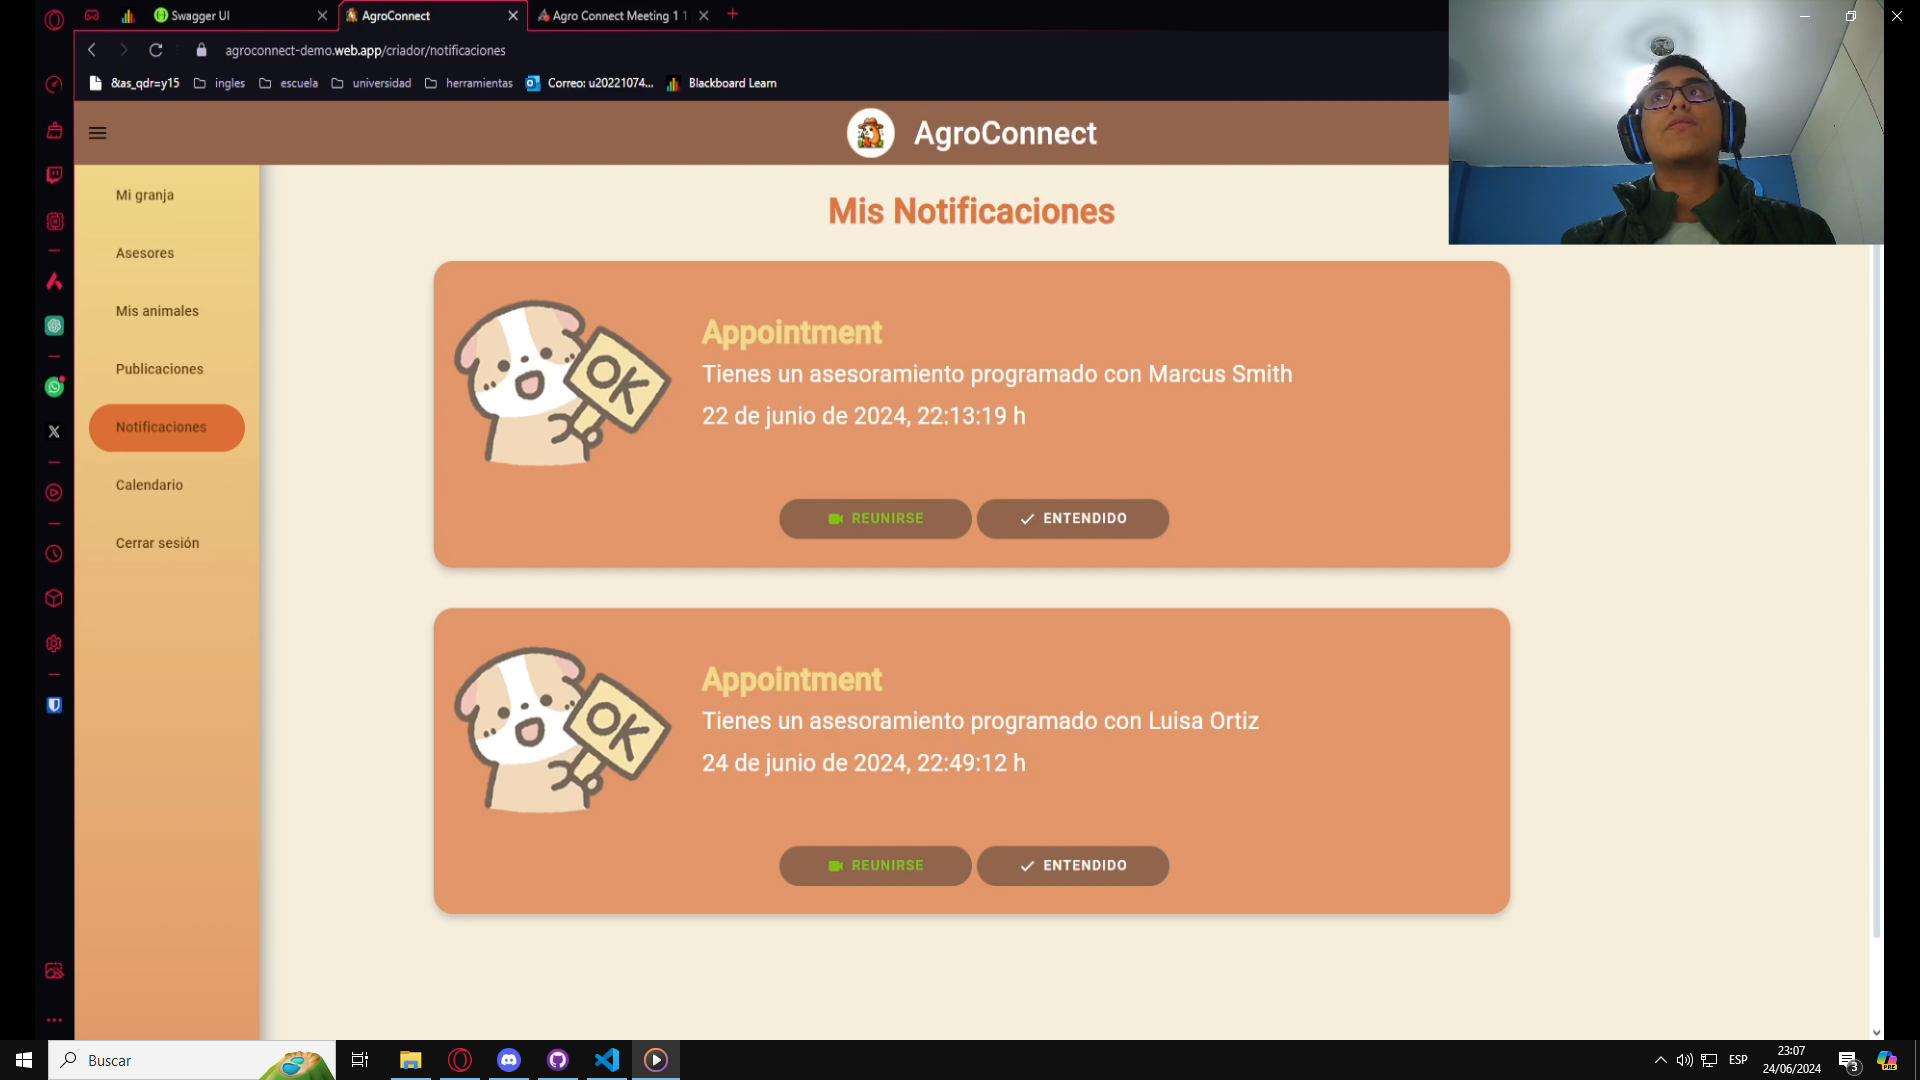 Swagger UI
AgroConnect
Agro Connect Meeting 1 1
agroconnect-demo.web.app/criador/notificaciones
&as_qdr=y15
ingles
escuela
universidad
herramientas
Correo: u20221074...
Blackboard Learn
AgroConnect
Mi granja
Asesores
Mis animales
Publicaciones
Notificaciones
Calendario
Cerrar sesión
Mis Notificaciones
OK
Appointment
Tienes un asesoramiento programado con Marcus Smith
22 de junio de 2024, 22:13:19 h
REUNIRSE
ENTENDIDO
OK
Appointment
Tienes un asesoramiento programado con Luisa Ortiz
24 de junio de 2024, 22:49:12 h
REUNIRSE
ENTENDIDO
Buscar
ESP
23:07
24/06/2024
3
PRE